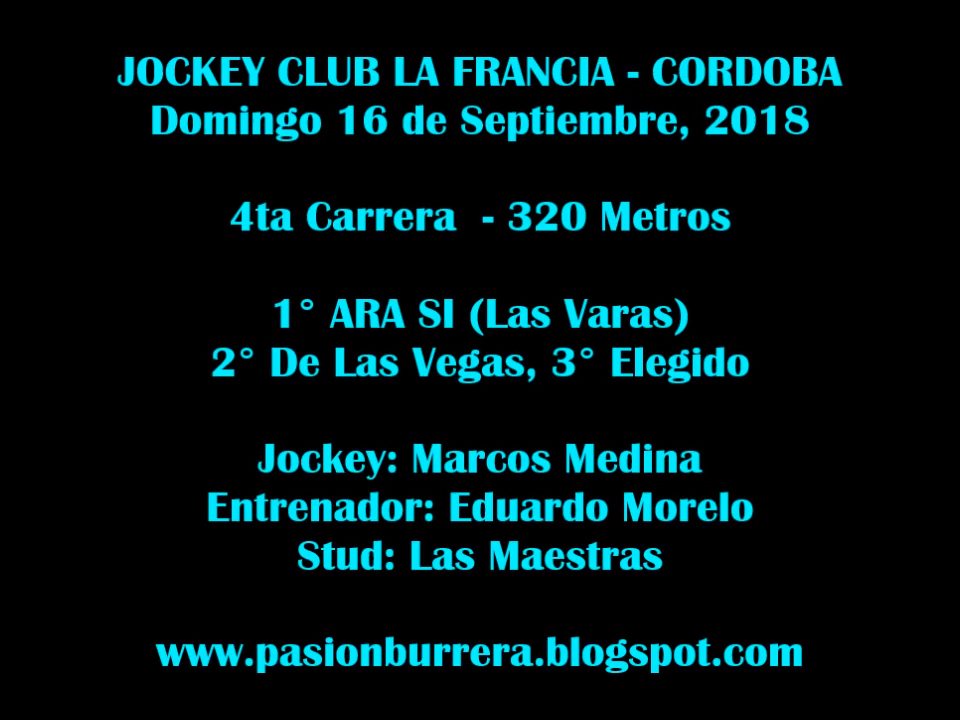 JOCKEY CLUB LA FRANCIA - CORDOBA
Domingo 16 de Septiembre, 2018
4ta Carrera - 320 Metros
1° ARA SI (Las Varas)
2° De Las Vegas, 3° Elegido
Jockey: Marcos Medina
Entrenador: Eduardo Morelo
Stud: Las Maestras
www.pasionburrera.blogspot.com